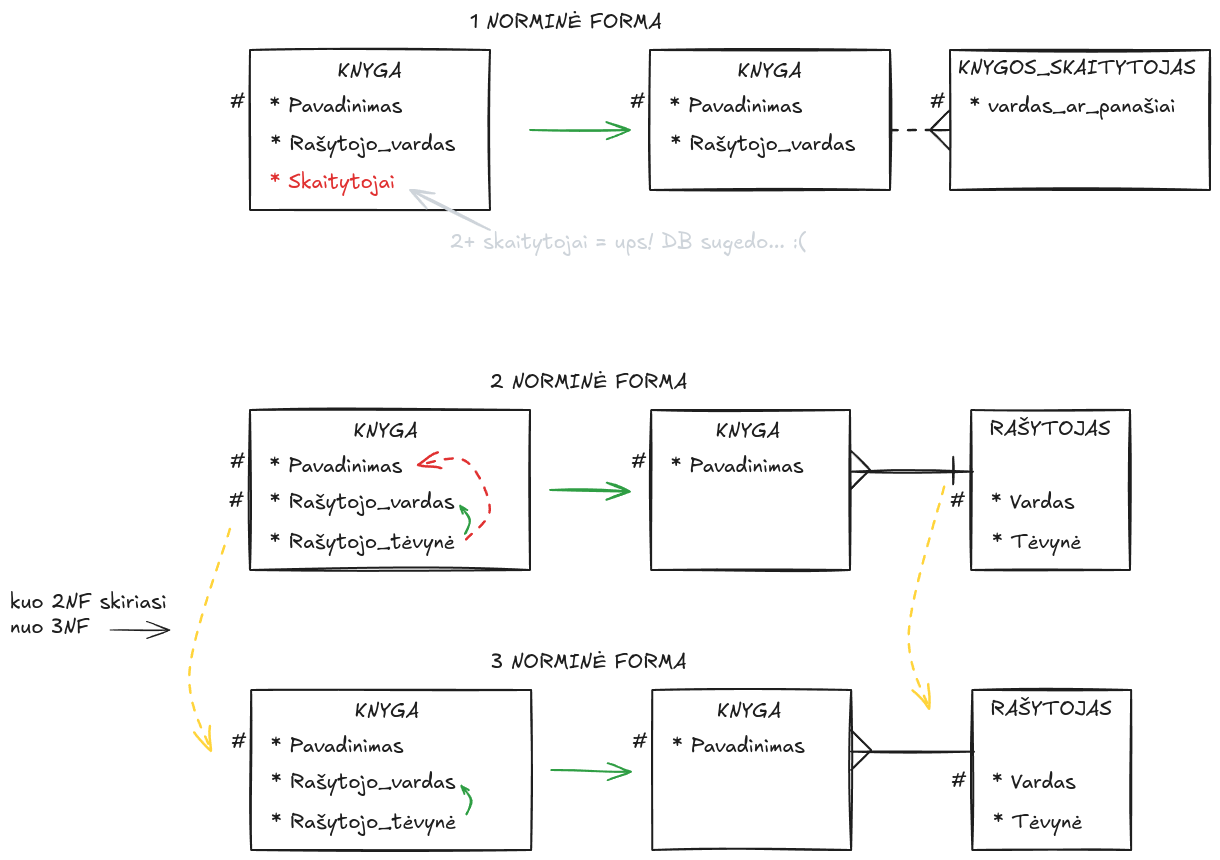 1 NORMINĖ FORMA
KNYGA
# * Pavadinimas
* Rašytojo_vardas
* Skaitytojai
KNYGA
# * Pavadinimas
* Rašytojo_vardas
KNYGOS_SKAITYTOJAS
# * vardas_ar_panašiai
2+ skaitytojai = ups! DB sugedo... :(
2 NORMINĖ FORMA
KNYGA
# * Pavadinimas
# * Rašytojo_vardas
* Rašytojo_tėvynė
KNYGA
# * Pavadinimas
RAŠYTOJAS
# * Vardas
* Tėvynė
kuo 2NF skiriasi
nuo 3NF
3 NORMINĖ FORMA
KNYGA
# * Pavadinimas
* Rašytojo_vardas
* Rašytojo_tėvynė
KNYGA
# * Pavadinimas
RAŠYTOJAS
# * Vardas
* Tėvynė